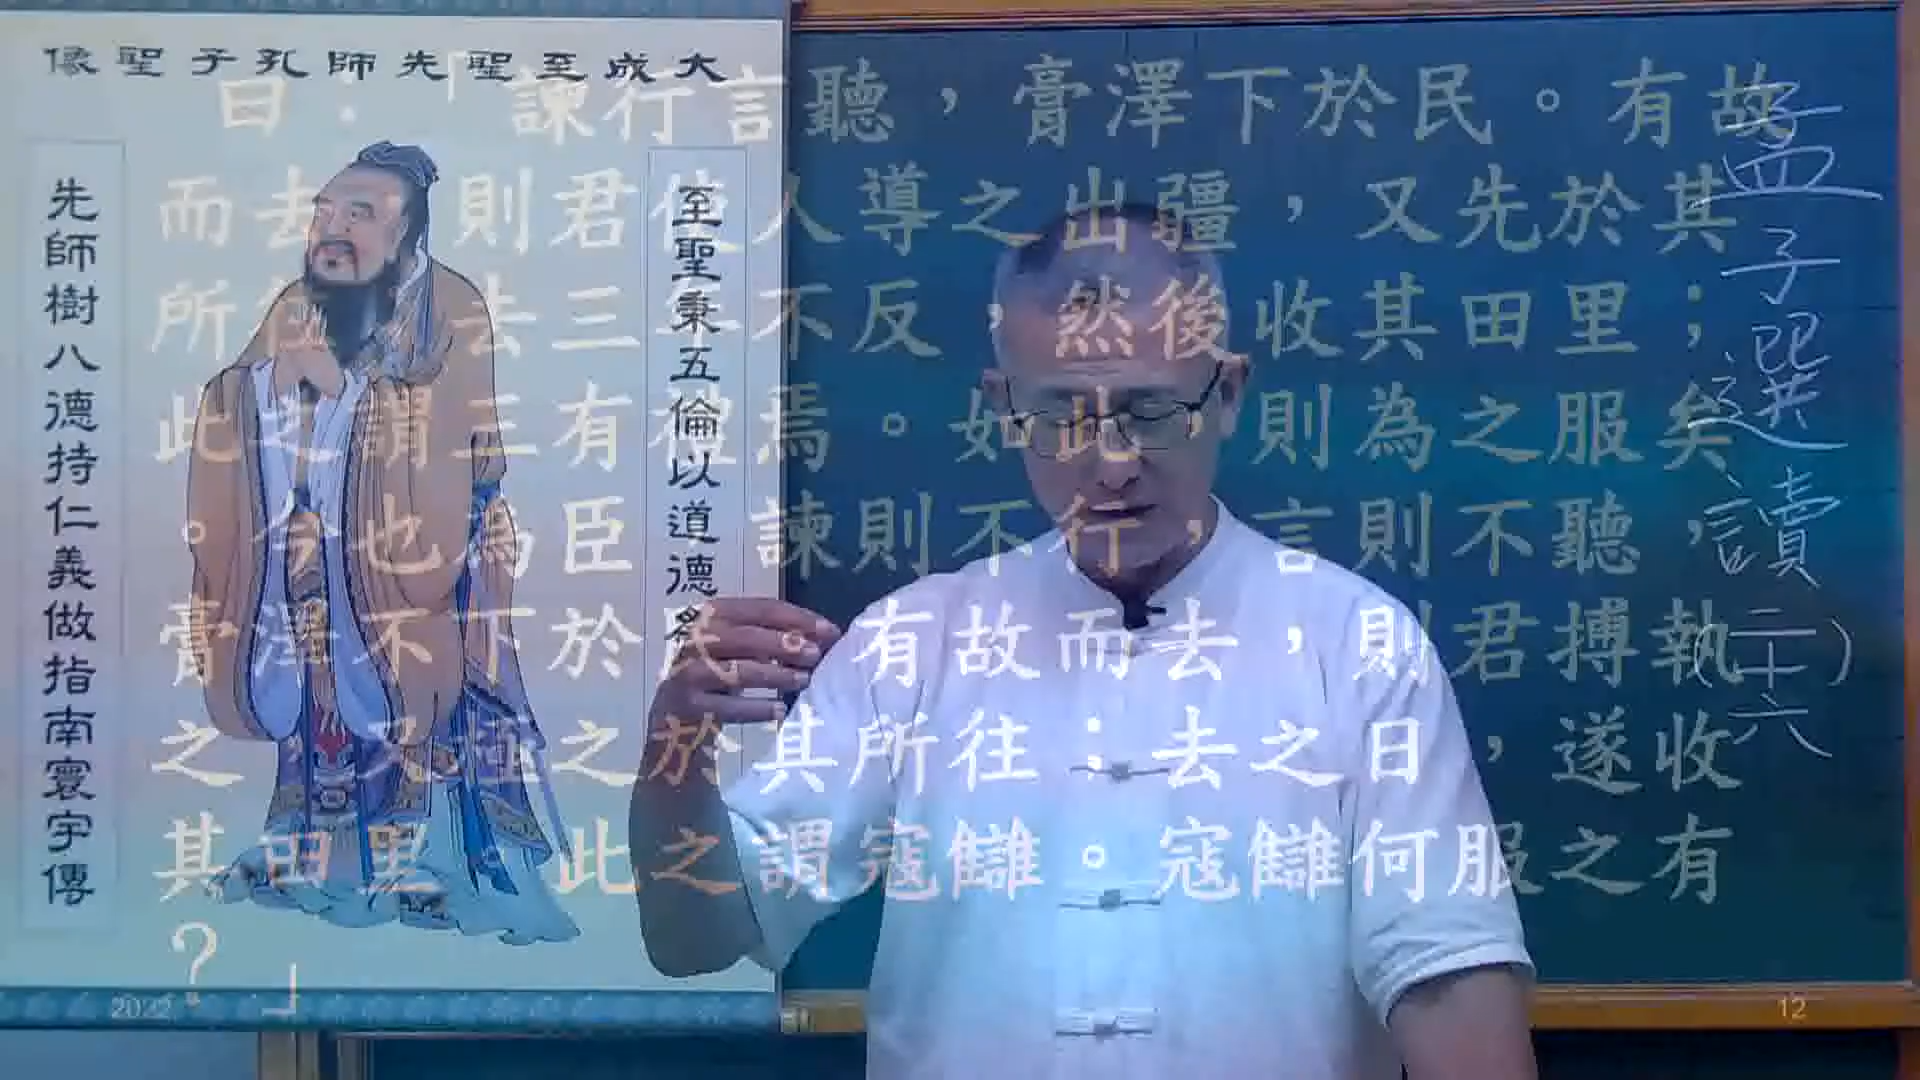 大成至聖先師孔子聖像
至聖秉五倫以道德
先師樹八德持仁義做指南寰宇傳
曰：「諫行言聽，膏澤下於民。有故
而去，則君使人導之出疆，又先於其
所往；去三年不反，然後收其田里；
此之謂三有禮焉。如此，則為之服矣
。今也為臣，諫則不行，言則不聽，
膏澤不下於民。有故而去，則君搏執
之，又極之於其所往；去之日，遂收
其田里。此之謂寇讎。寇讎何服之有
？」
孟子選讀(二十六)
2022
12